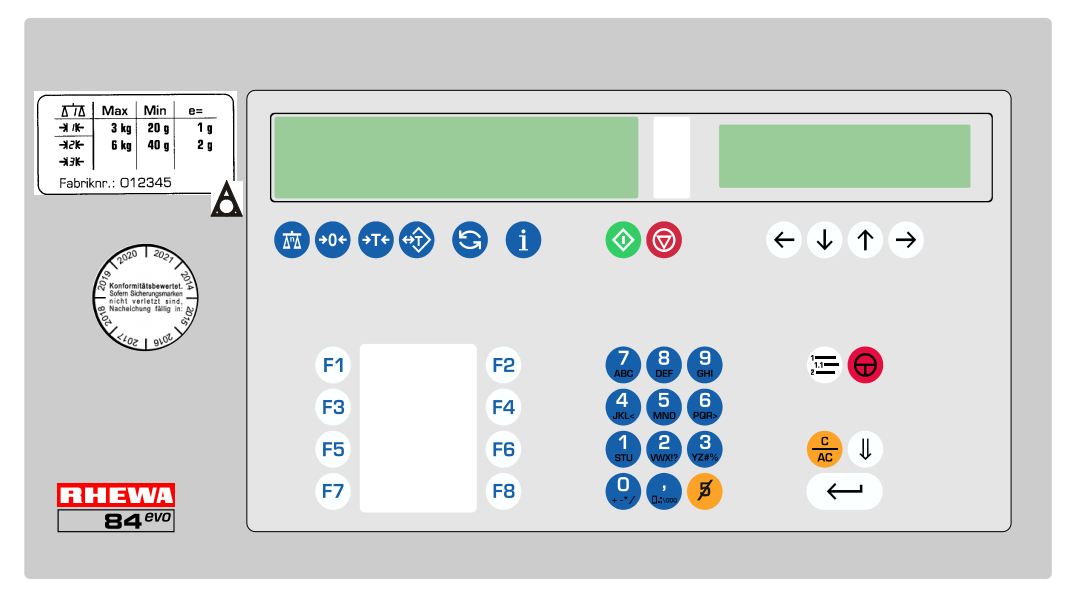 Max Min e=
1 3 kg 20 g 1 g
2 6 kg 40 g 2 g
3
Fabriknr.: 012345
2019 2020 2021 2014
2018 2017 2016 2015
Konformitätsbewertet.
Sofern Sicherungsmarken
nicht verletzt sind,
Nacheichung fällig in:
→0← →T← ↔T i
← ↓ ↑ →
F1 F2
F3 F4
F5 F6
F7 F8
7 8 9
ABC DEF GHI
4 5 6
JKL< MNO PQR>
1 2 3
STU VWX!? YZ#%
0 ,
+ - * /
1
1.1
2
C
AC
RHEWA
84 evo